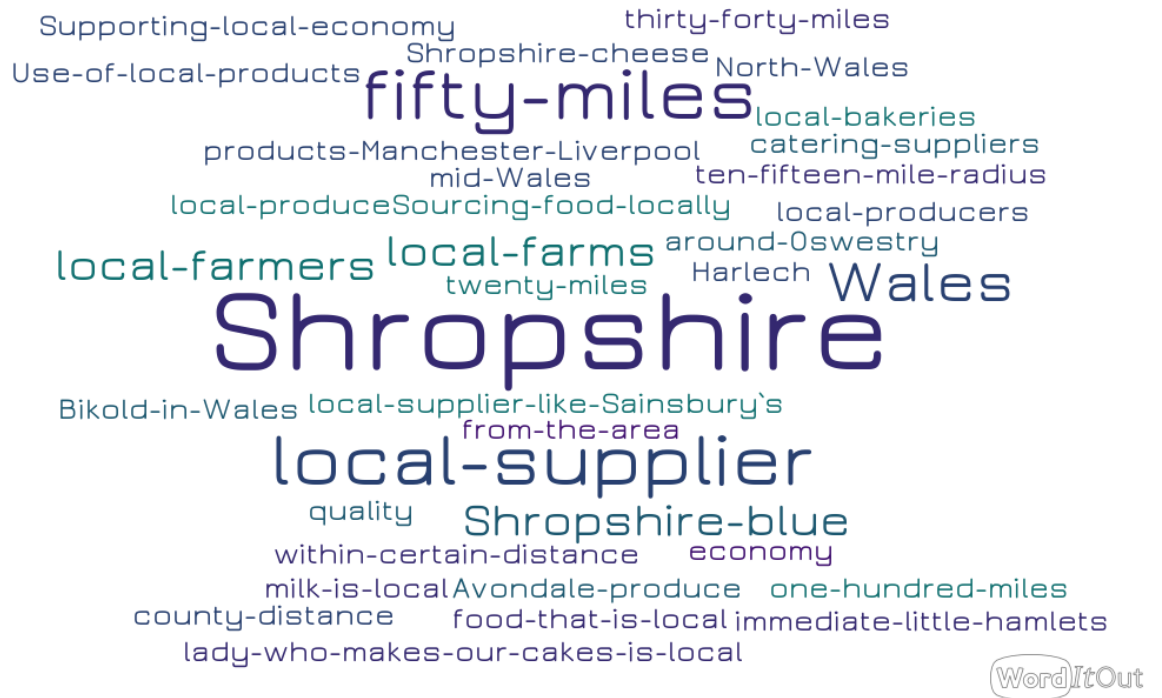 Supporting-local-economy
thirty-forty-miles
Shropshire-cheese
Use-of-local-products
North-Wales
fifty-miles
local-bakeries
catering-suppliers
products-Manchester-Liverpool
mid-Wales
ten-fifteen-mile-radius
local-produceSourcing-food-locally
local-producers
local-farmers
local-farms
around-Oswestry
Harlech
Wales
twenty-miles
Shropshire
Bikold-in-Wales
local-supplier-like-Sainsbury`s
from-the-area
local-supplier
quality
Shropshire-blue
within-certain-distance
economy
milk-is-local
Avondale-produce
one-hundred-miles
county-distance
food-that-is-local
immediate-little-hamlets
lady-who-makes-our-cakes-is-local
WordItOut